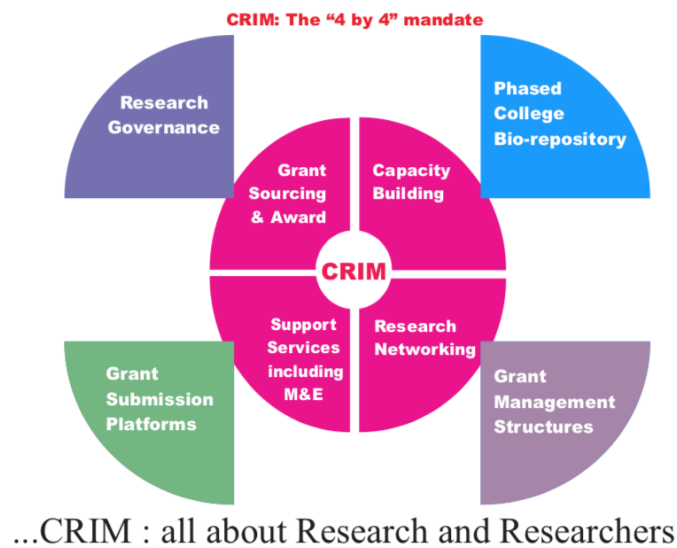 CRIM: The “4 by 4” mandate
Research
Governance
Phased
College
Bio-repository
Grant
Sourcing
& Award
Capacity
Building
CRIM
Support
Services
including
M&E
Research
Networking
Grant
Submission
Platforms
Grant
Management
Structures
...CRIM : all about Research and Researchers